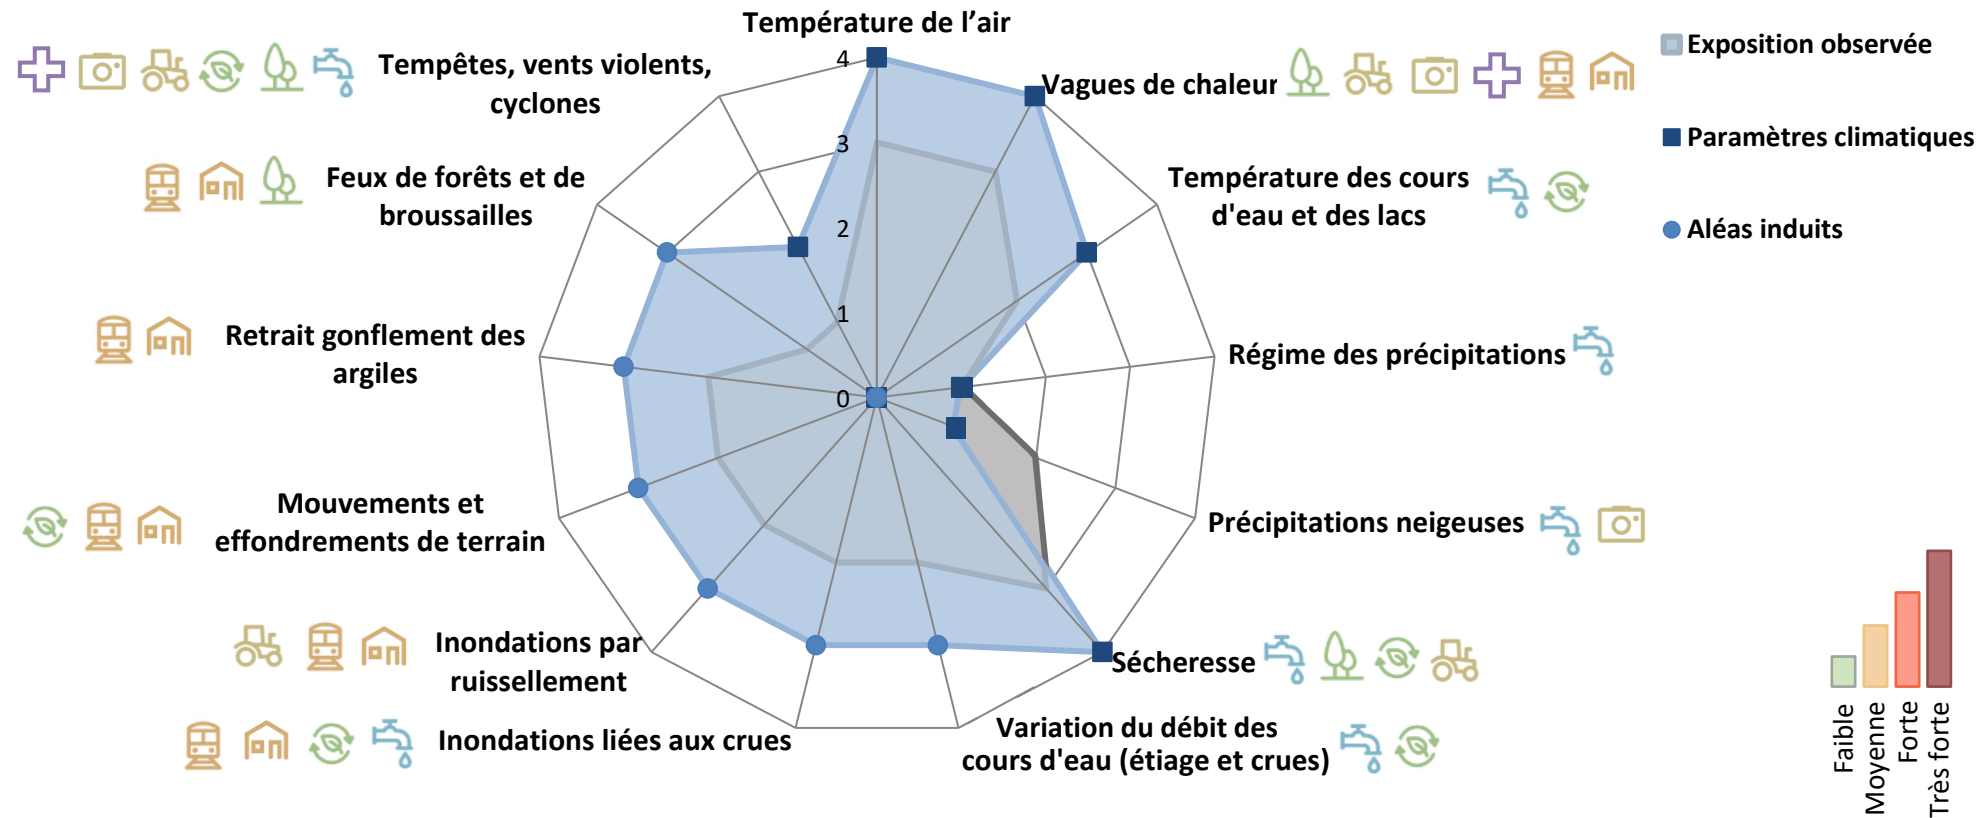 Température de l’air
Tempêtes, vents violents,
cyclones
Vagues de chaleur
Exposition observée
Paramètres climatiques
Aléas induits
Feux de forêts et de
broussailles
Température des cours
d'eau et des lacs
Retrait gonflement des
argiles
Régime des précipitations
Mouvements et
effondrements de terrain
Précipitations neigeuses
Inondations par
ruissellement
Sécheresse
Inondations liées aux crues
Variation du débit des
cours d'eau (étiage et crues)
4
3
2
1
0
Faible
Moyenne
Forte
Très forte